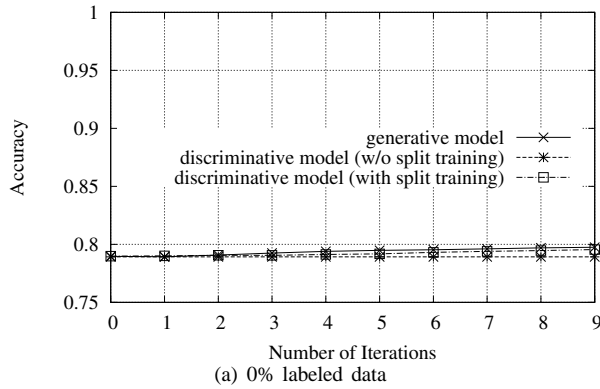 1
0.95
0.9
0.85
0.8
0.75
Accuracy
generative model
discriminative model (w/o split training)
discriminative model (with split training)
0 1 2 3 4 5 6 7 8 9
Number of Iterations
(a) 0% labeled data